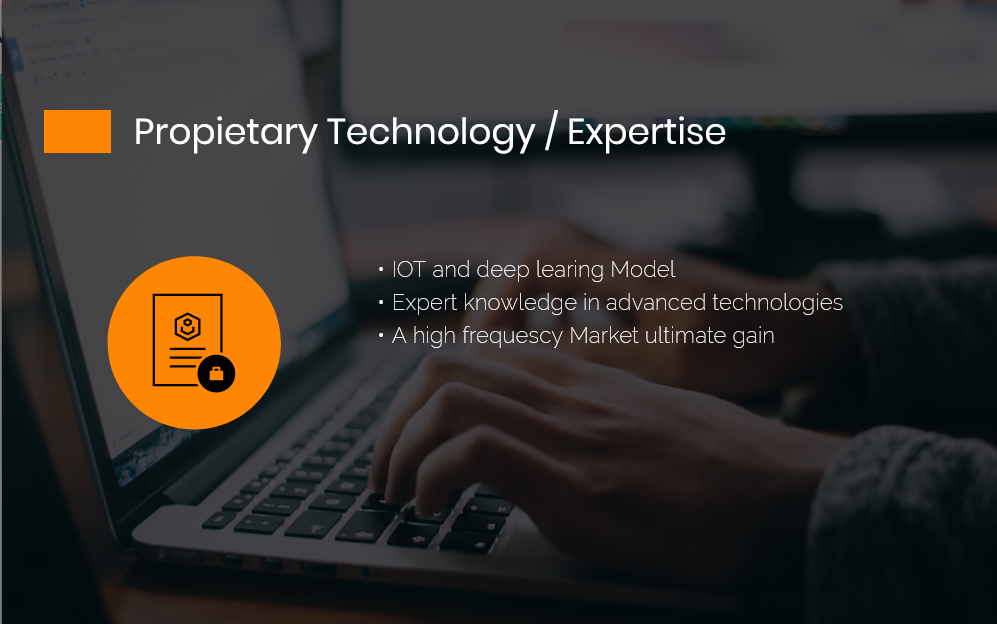 Propietary Technology / Expertise
• IOT and deep learing Model
• Expert knowledge in advanced technologies
• A high frequescy Market ultimate gain